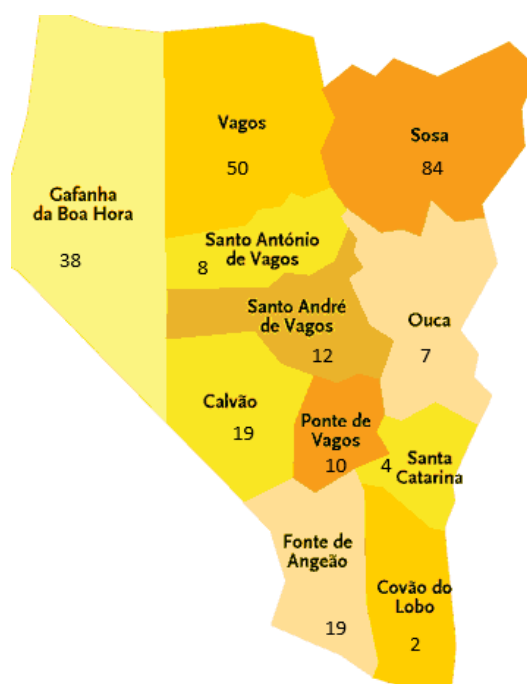 Vagos
50
Sosa
84
Gafanha
da Boa Hora
38
Santo António
de Vagos
8
Santo André
de Vagos
12
Ouca
7
Calvão
19
Ponte de
Vagos
10
Santa
Catarina
4
Fonte de
Angeão
19
Covão do
Lobo
2